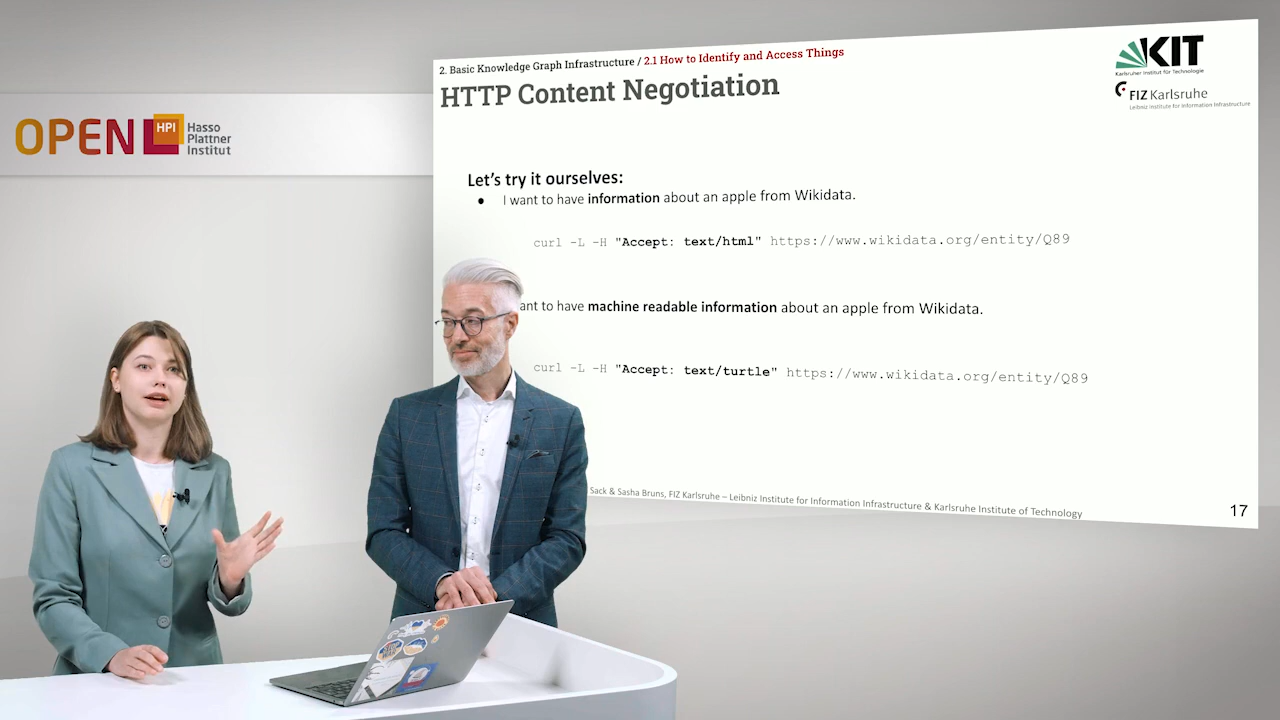 2. Basic Knowledge Graph Infrastructure / 2.1 How to Identify and Access Things
HTTP Content Negotiation
KIT
Karlsruher Institut für Technologie
FIZ Karlsruhe
Leibniz Institute for Information Infrastructure
OPEN HPI Hasso
Plattner
Institut
Let's try it ourselves:
● I want to have information about an apple from Wikidata.
curl -L -H "Accept: text/html" https://www.wikidata.org/entity/Q89
ant to have machine readable information about an apple from Wikidata.
curl -L -H "Accept: text/turtle" https://www.wikidata.org/entity/Q89
Sack & Sasha Bruns, FIZ Karlsruhe – Leibniz Institute for Information Infrastructure & Karlsruhe Institute of Technology
17